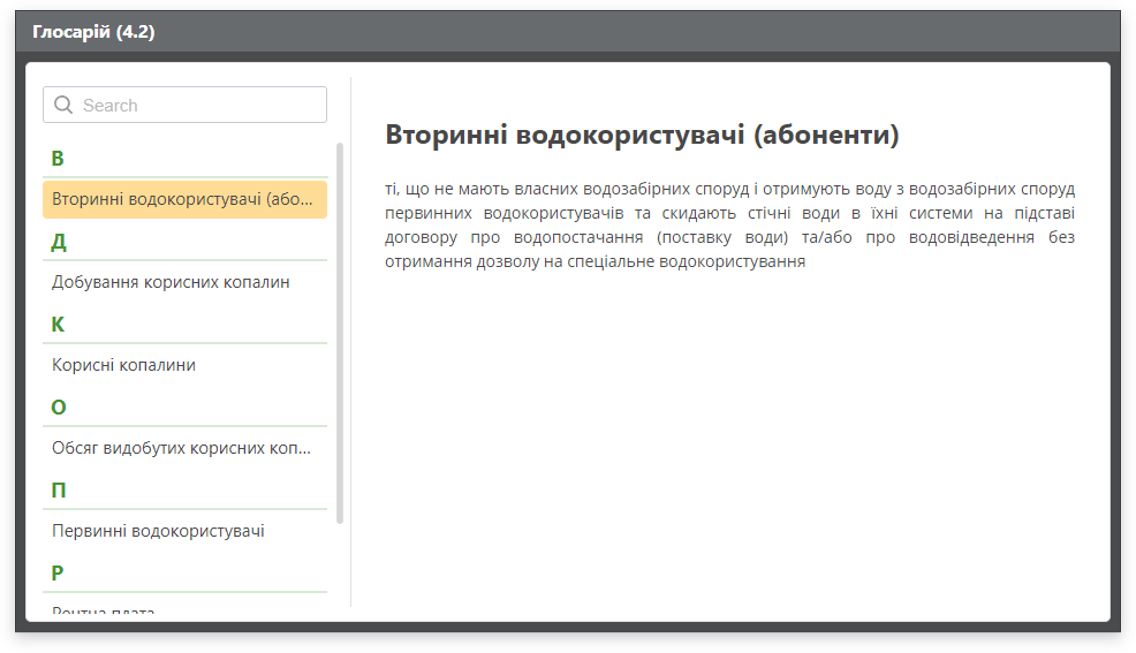 Глосарій (4.2)
Search
В
Вторинні водокористувачі (або...
Д
Добування корисних копалин
К
Корисні копалини
О
Обсяг видобутих корисних коп...
П
Первинні водокористувачі
Р
Рентна плата
Вторинні водокористувачі (абоненти)
ті, що не мають власних водозабірних споруд і отримують воду з водозабірних споруд
первинних водокористувачів та скидають стічні води в їхні системи на підставі
договору про водопостачання (поставку води) та/або про водовідведення без
отримання дозволу на спеціальне водокористування